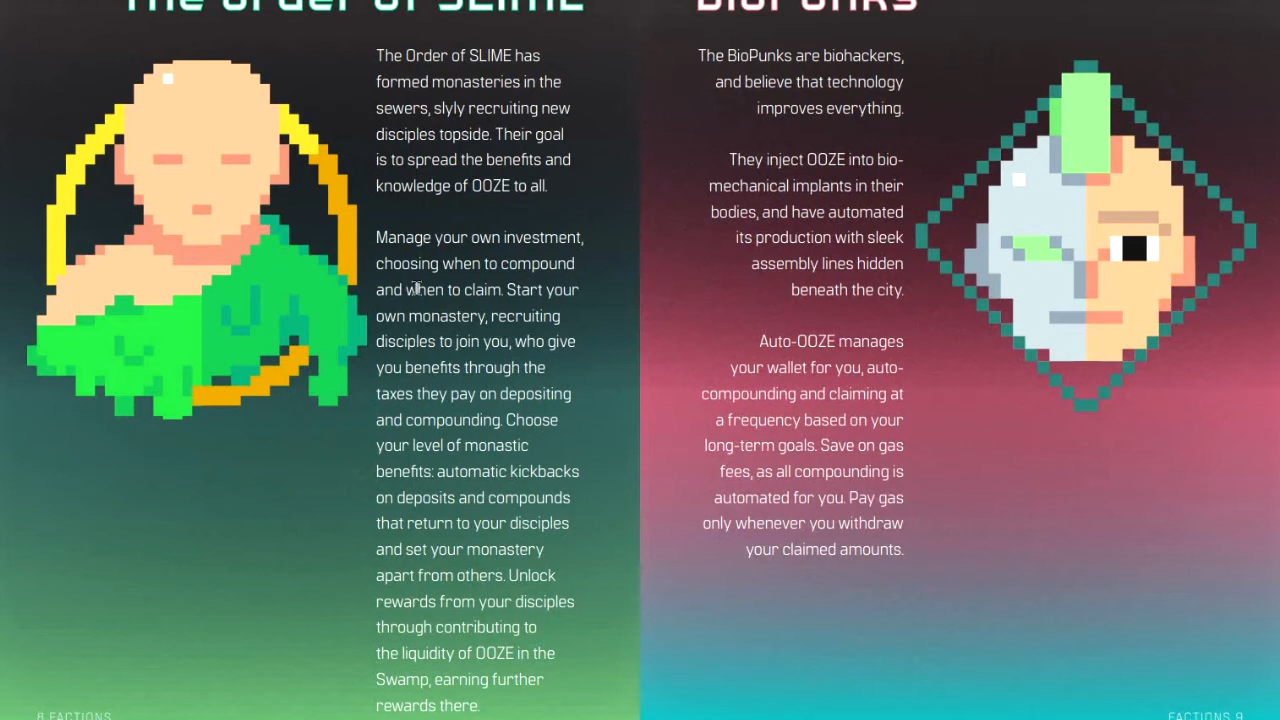 The Order of SLIME
The Order of SLIME has
formed monasteries in the
sewers, slyly recruiting new
disciples topside. Their goal
is to spread the benefits and
knowledge of OOZE to all.
Manage your own investment,
choosing when to compound
and when to claim. Start your
own monastery, recruiting
disciples to join you, who give
you benefits through the
taxes they pay on depositing
and compounding. Choose
your level of monastic
benefits: automatic kickbacks
on deposits and compounds
that return to your disciples
and set your monastery
apart from others. Unlock
rewards from your disciples
through contributing to
the liquidity of OOZE in the
Swamp, earning further
rewards there.
8 FACTIONS
BioPunks
The BioPunks are biohackers,
and believe that technology
improves everything.
They inject OOZE into bio-
mechanical implants in their
bodies, and have automated
its production with sleek
assembly lines hidden
beneath the city.
Auto-OOZE manages
your wallet for you, auto-
compounding and claiming at
a frequency based on your
long-term goals. Save on gas
fees, as all compounding is
automated for you. Pay gas
only whenever you withdraw
your claimed amounts.
FACTIONS 9